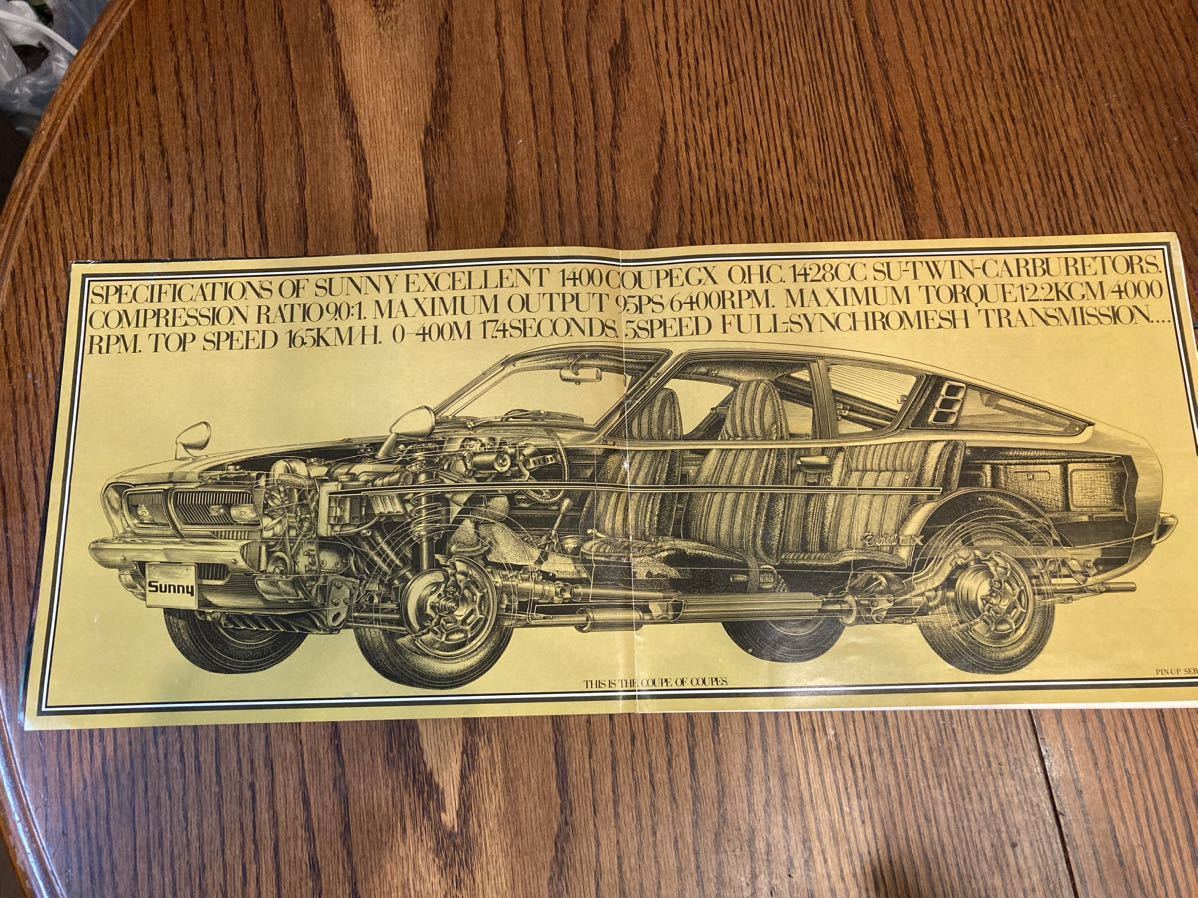 SPECIFICATIONS OF SUNNY EXCELLENT 1400 COUPE GX O.H.C. 1428CC SU-TWIN-CARBURETORS.
COMPRESSION RATIO 9.0:1. MAXIMUM OUTPUT 95PS/6400RPM. MAXIMUM TORQUE 12.2KGM/4000
RPM. TOP SPEED 165KM/H. 0-400M 17.4SECONDS. 5SPEED FULL-SYNCHROMESH TRANSMISSION....
Sunny
THIS IS THE COUPE OF COUPES.
PIN-UP